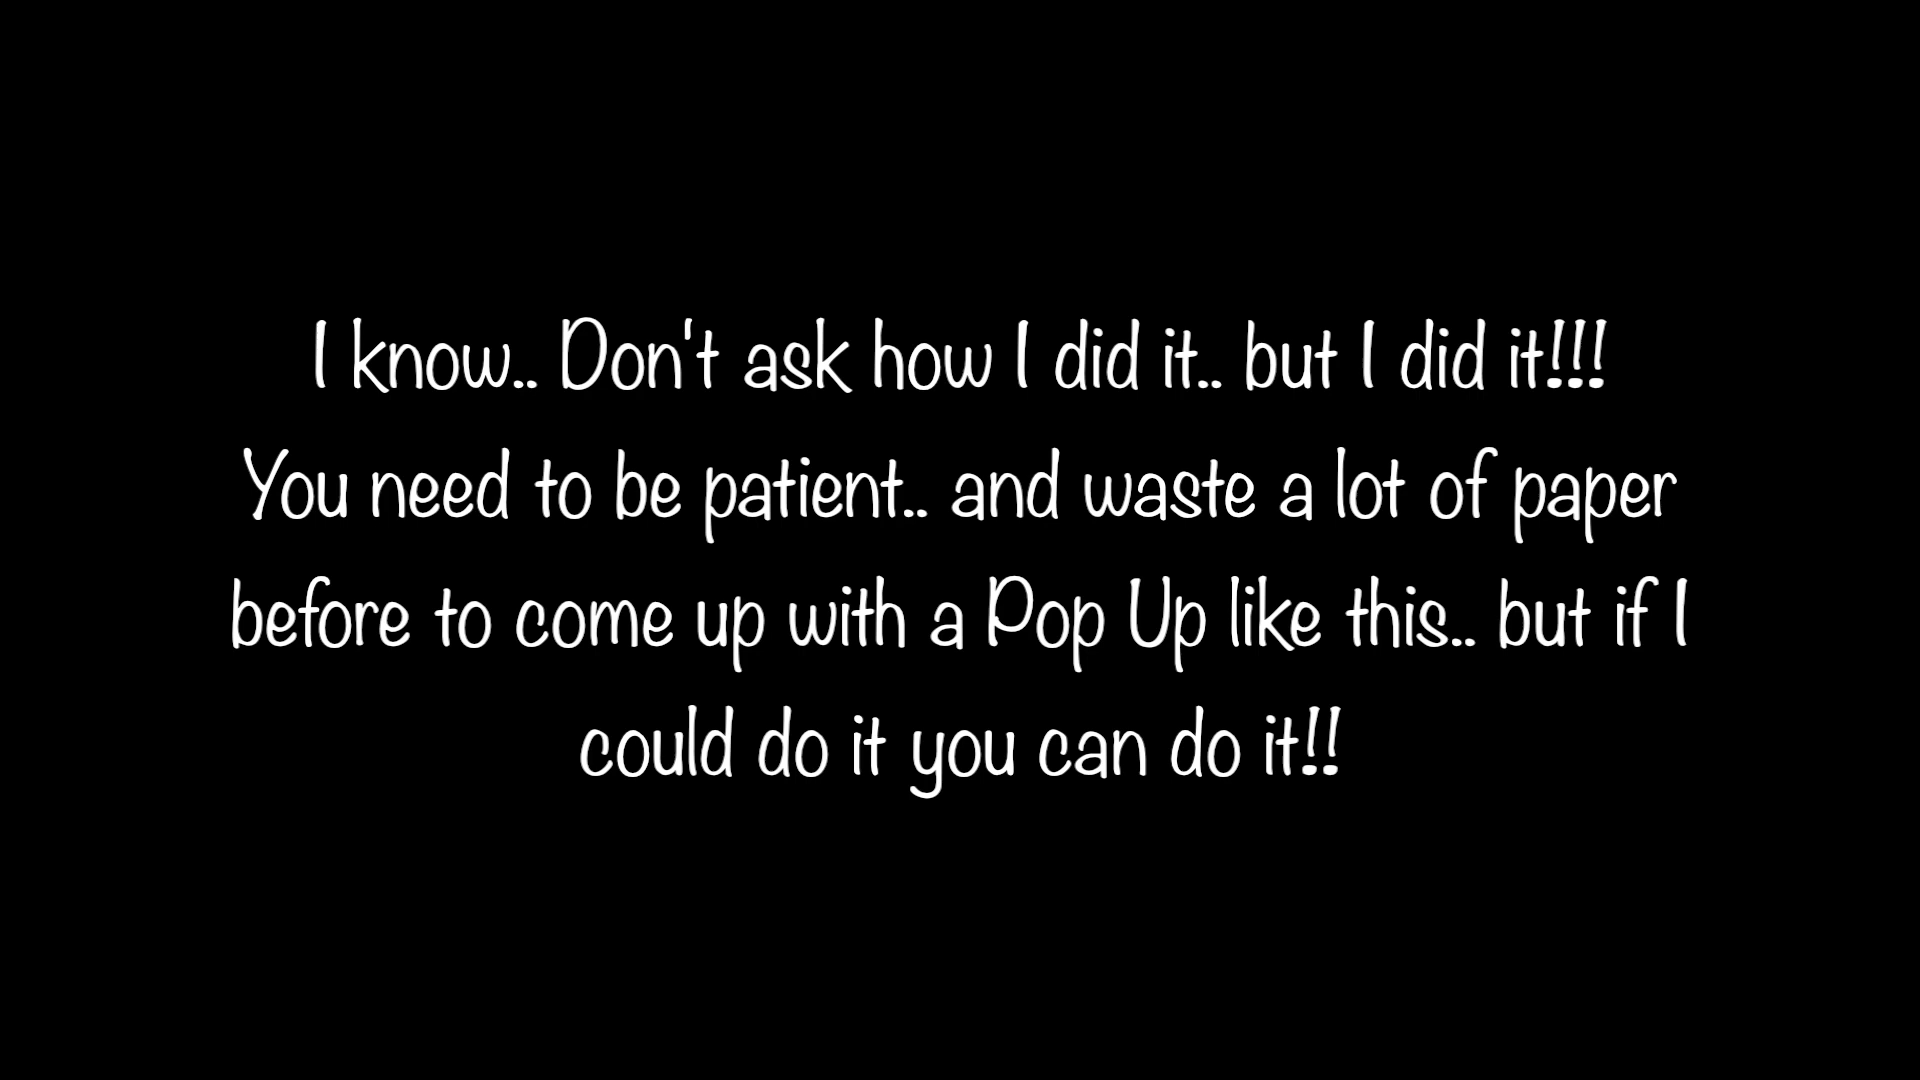 I know.. Don't ask how I did it.. but I did it!!!
You need to be patient.. and waste a lot of paper
before to come up with a Pop Up like this.. but if I
could do it you can do it!!